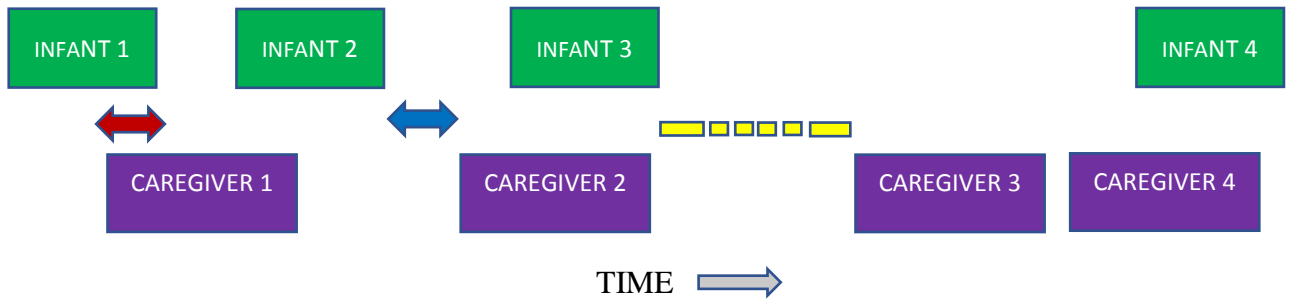 INFANT 1
INFANT 2
INFANT 3
INFANT 4
CAREGIVER 1
CAREGIVER 2
CAREGIVER 3
CAREGIVER 4
TIME